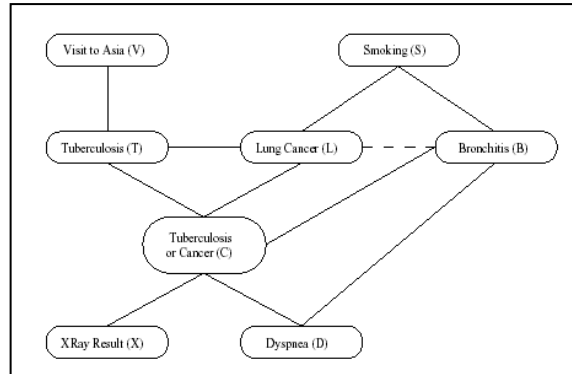 Visit to Asia (V)
Smoking (S)
Tuberculosis (T)
Lung Cancer (L)
Bronchitis (B)
Tuberculosis
or Cancer (C)
XRay Result (X)
Dyspnea (D)